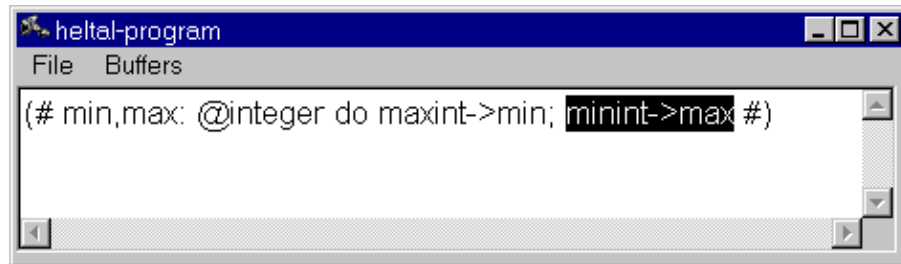 heltal-program
File Buffers
(# min,max: @integer do maxint->min; minint->max #)